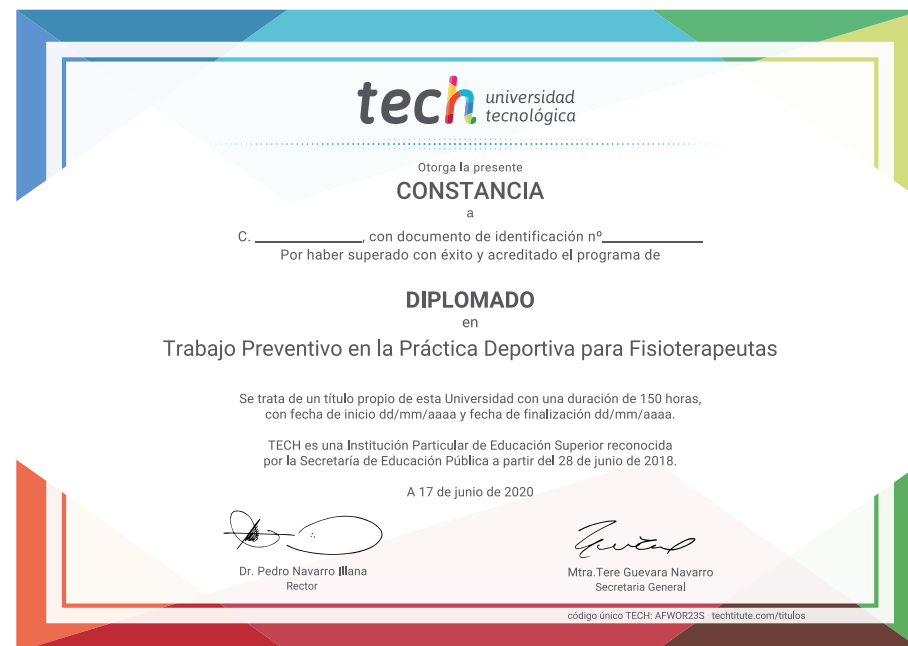 tech universidad
tecnológica
Otorga la presente
CONSTANCIA
a
C. ____________, con documento de identificación nº____________
Por haber superado con éxito y acreditado el programa de
DIPLOMADO
en
Trabajo Preventivo en la Práctica Deportiva para Fisioterapeutas
Se trata de un título propio de esta Universidad con una duración de 150 horas,
con fecha de inicio dd/mm/aaaa y fecha de finalización dd/mm/aaaa.
TECH es una Institución Particular de Educación Superior reconocida
por la Secretaría de Educación Pública a partir del 28 de junio de 2018.
A 17 de junio de 2020
Dr. Pedro Navarro Illana
Rector
Mtra.Tere Guevara Navarro
Secretaria General
código único TECH: AFWOR23S techtitute.com/titulos